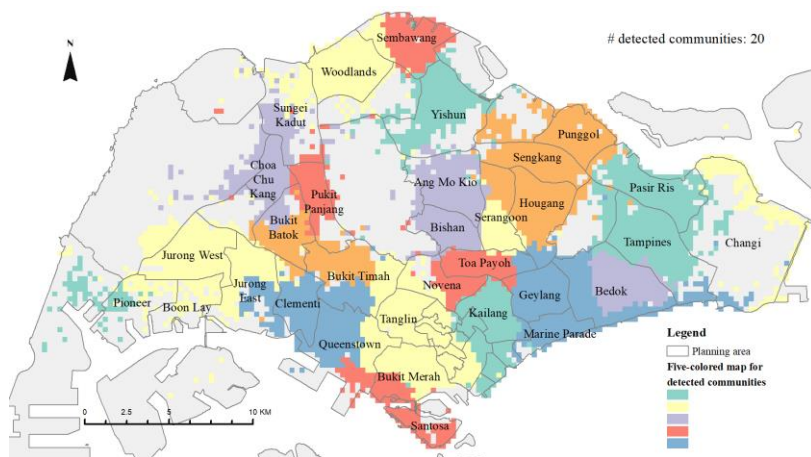 # detected communities: 20
N
Sembawang
Woodlands
Sungei
Kadut
Yishun
Punggol
Sengkang
Choa
Chu
Kang
Pukit
Panjang
Ang Mo Kio
Hougang
Pasir Ris
Serangoon
Bukit
Batok
Bishan
Tampines
Changi
Jurong West
Bukit Timah
Toa Payoh
Novena
Geylang
Bedok
Jurong
East
Pioneer
Boon Lay
Clementi
Tanglin
Kailang
Marine Parade
Queenstown
Bukit Merah
Santosa
0 2.5 5 10 KM
Legend
Planning area
Five-colored map for
detected communities